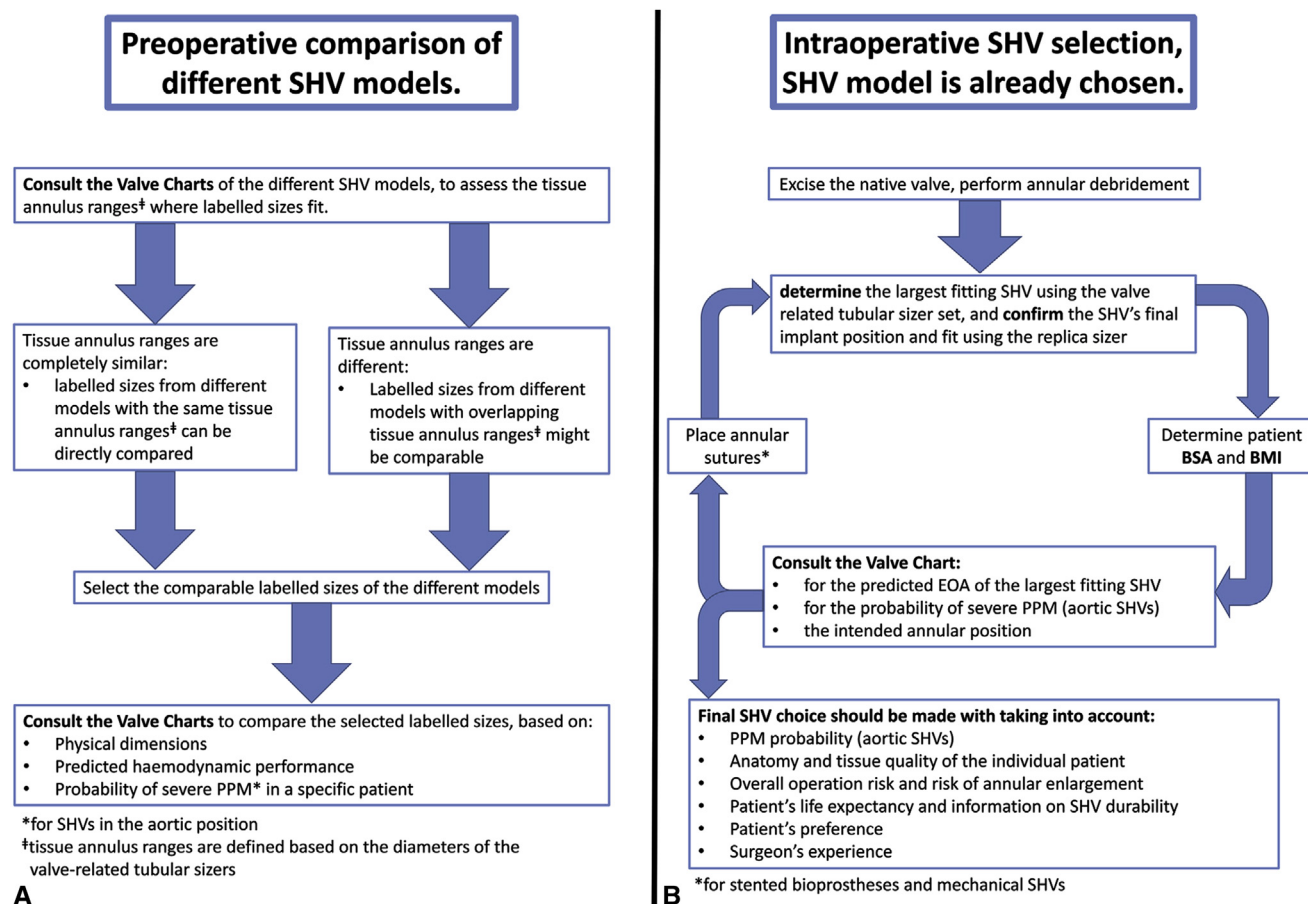 Preoperative comparison of
different SHV models.
Consult the Valve Charts of the different SHV models, to assess the tissue
annulus ranges‡ where labelled sizes fit.
Tissue annulus ranges are
completely similar:
• labelled sizes from different
models with the same tissue
annulus ranges‡ can be
directly compared
Tissue annulus ranges are
different:
• Labelled sizes from different
models with overlapping
tissue annulus ranges‡ might
be comparable
Select the comparable labelled sizes of the different models
Consult the Valve Charts to compare the selected labelled sizes, based on:
• Physical dimensions
• Predicted haemodynamic performance
• Probability of severe PPM* in a specific patient
*for SHVs in the aortic position
‡tissue annulus ranges are defined based on the diameters of the
valve-related tubular sizers
A
Intraoperative SHV selection,
SHV model is already chosen.
Excise the native valve, perform annular debridement
determine the largest fitting SHV using the valve
related tubular sizer set, and confirm the SHV's final
implant position and fit using the replica sizer
Place annular
sutures*
Determine patient
BSA and BMI
Consult the Valve Chart:
• for the predicted EOA of the largest fitting SHV
• for the probability of severe PPM (aortic SHVs)
• the intended annular position
Final SHV choice should be made with taking into account:
• PPM probability (aortic SHVs)
• Anatomy and tissue quality of the individual patient
• Overall operation risk and risk of annular enlargement
• Patient's life expectancy and information on SHV durability
• Patient's preference
• Surgeon's experience
*for stented bioprostheses and mechanical SHVs
B